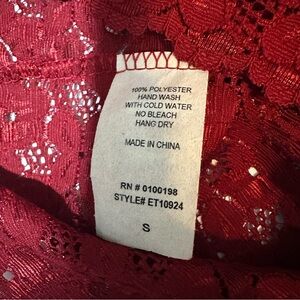 100% POLYESTER
HAND WASH
WITH COLD WATER
NO BLEACH
HANG DRY
MADE IN CHINA
RN # 0100198
STYLE# ET10924
S